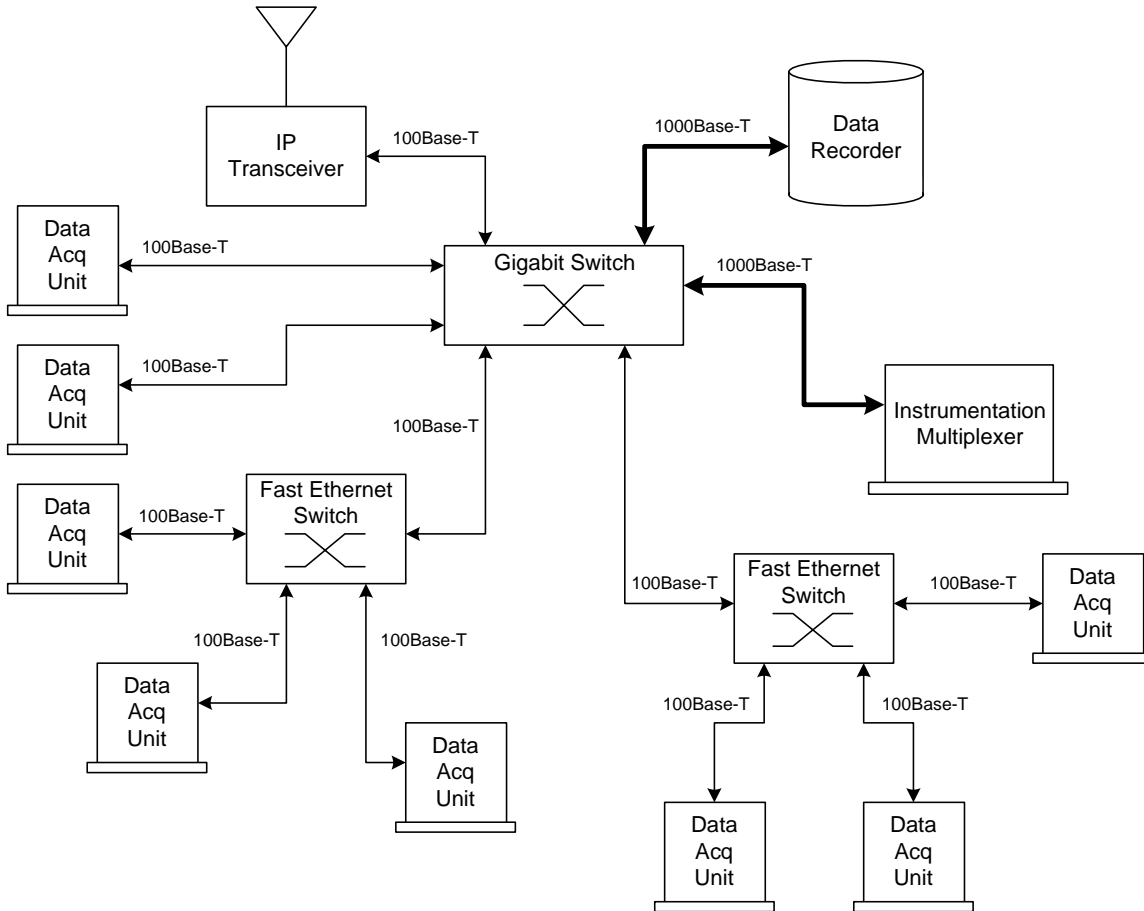 IP
Transceiver
100Base-T
1000Base-T
Data
Recorder
Data
Acq
Unit
100Base-T
Gigabit Switch
1000Base-T
Data
Acq
Unit
100Base-T
Instrumentation
Multiplexer
100Base-T
Data
Acq
Unit
100Base-T
Fast Ethernet
Switch
100Base-T
Fast Ethernet
Switch
100Base-T
Data
Acq
Unit
100Base-T
100Base-T
Data
Acq
Unit
Data
Acq
Unit
100Base-T
100Base-T
Data
Acq
Unit
Data
Acq
Unit